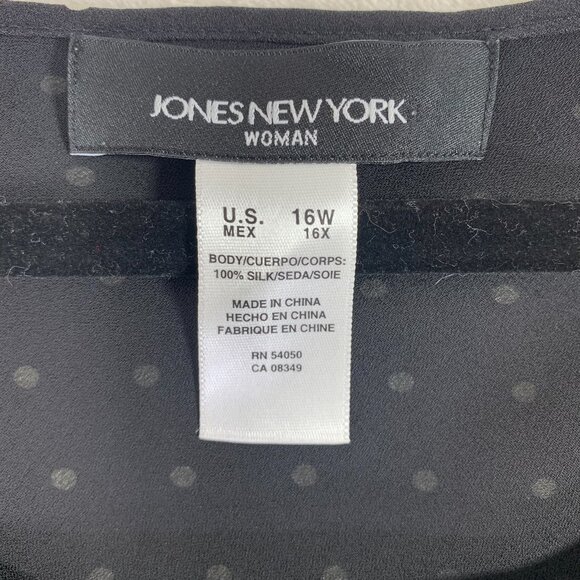 JONES NEW YORK
WOMAN
U.S. 16W
MEX 16X
BODY/CUERPO/CORPS:
100% SILK/SEDA/SOIE
MADE IN CHINA
HECHO EN CHINA
FABRIQUE EN CHINE
RN 54050
CA 08349